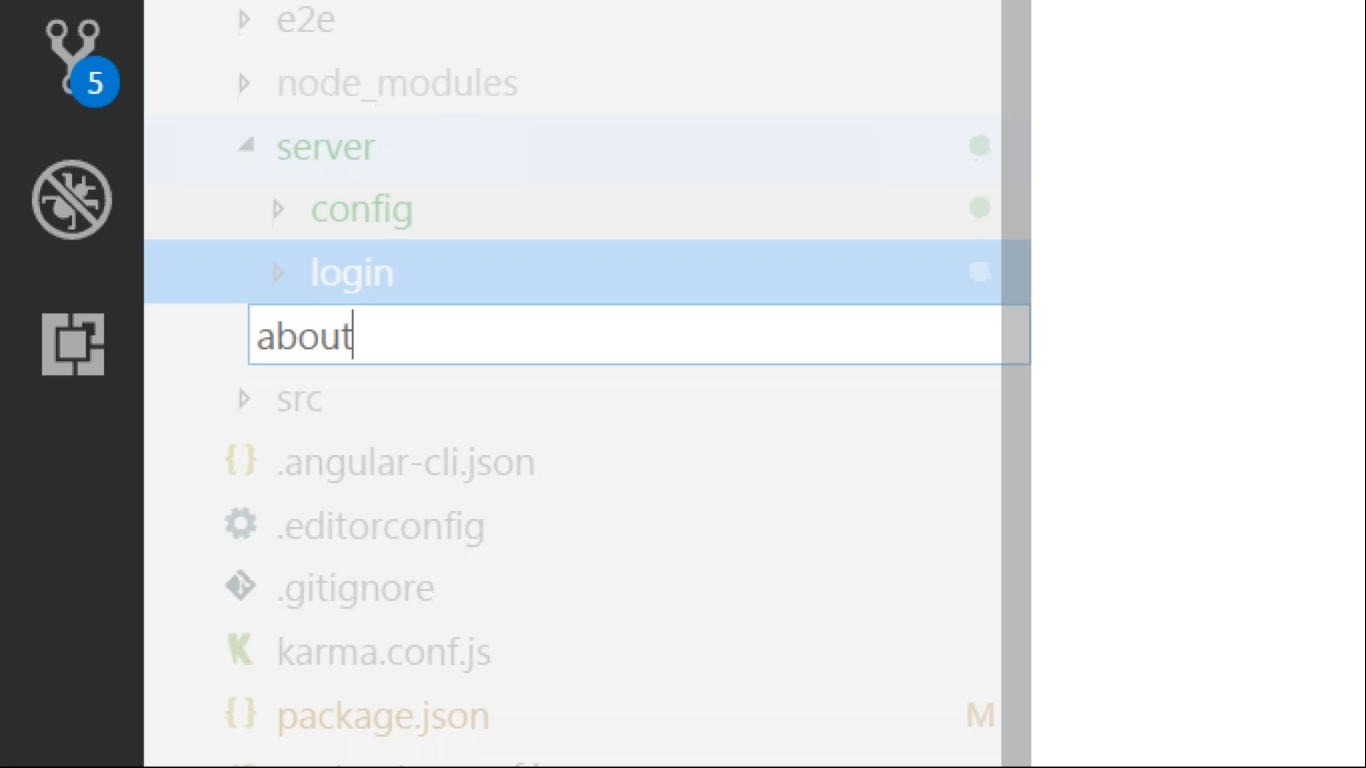 e2e
5
node_modules
server
config
login
about
src
{ } .angular-cli.json
.editorconfig
.gitignore
K karma.conf.js
{ } package.json M